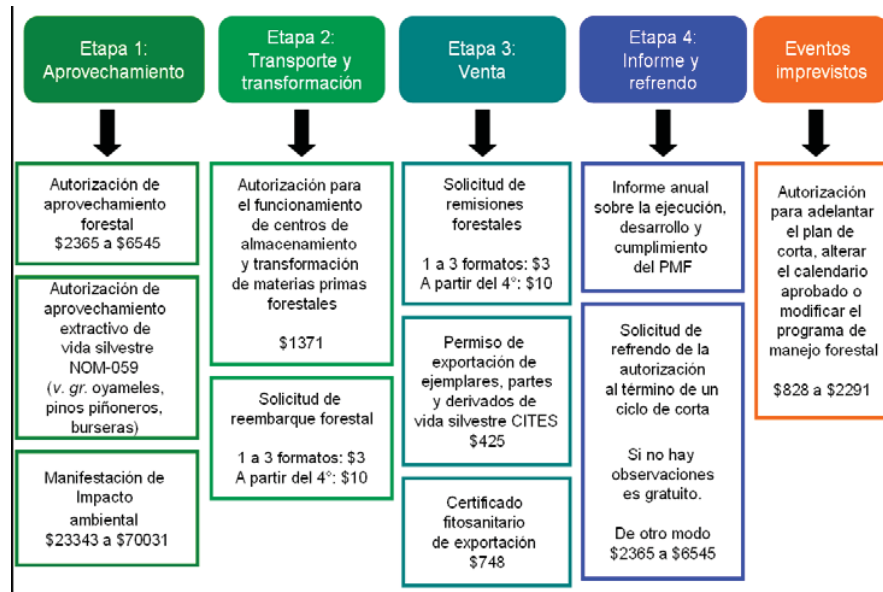 Etapa 1:
Aprovechamiento
Etapa 2:
Transporte y
transformación
Etapa 3:
Venta
Etapa 4:
Informe y
refrendo
Eventos
imprevistos
Autorización de
aprovechamiento
forestal
$2365 a $6545
Autorización de
aprovechamiento
extractivo de
vida silvestre
NOM-059
(v. gr. oyameles,
pinos piñoneros,
burseras)
Manifestación de
Impacto
ambiental
$23343 a $70031
Autorización para
el funcionamiento
de centros de
almacenamiento
y transformación
de materias primas
forestales
$1371
Solicitud de
reembarque forestal
1 a 3 formatos: $3
A partir del 4°: $10
Solicitud de
remisiones
forestales
1 a 3 formatos: $3
A partir del 4°: $10
Permiso de
exportación de
ejemplares, partes
y derivados de
vida silvestre CITES
$425
Certificado
fitosanitario
de exportación
$748
Informe anual
sobre la ejecución,
desarrollo y
cumplimiento
del PMF
Solicitud de
refrendo de la
autorización
al término de un
ciclo de corta
Si no hay
observaciones
es gratuito.
De otro modo
$2365 a $6545
Autorización
para adelantar
el plan de
corta, alterar
el calendario
aprobado o
modificar el
programa de
manejo forestal
$828 a $2291